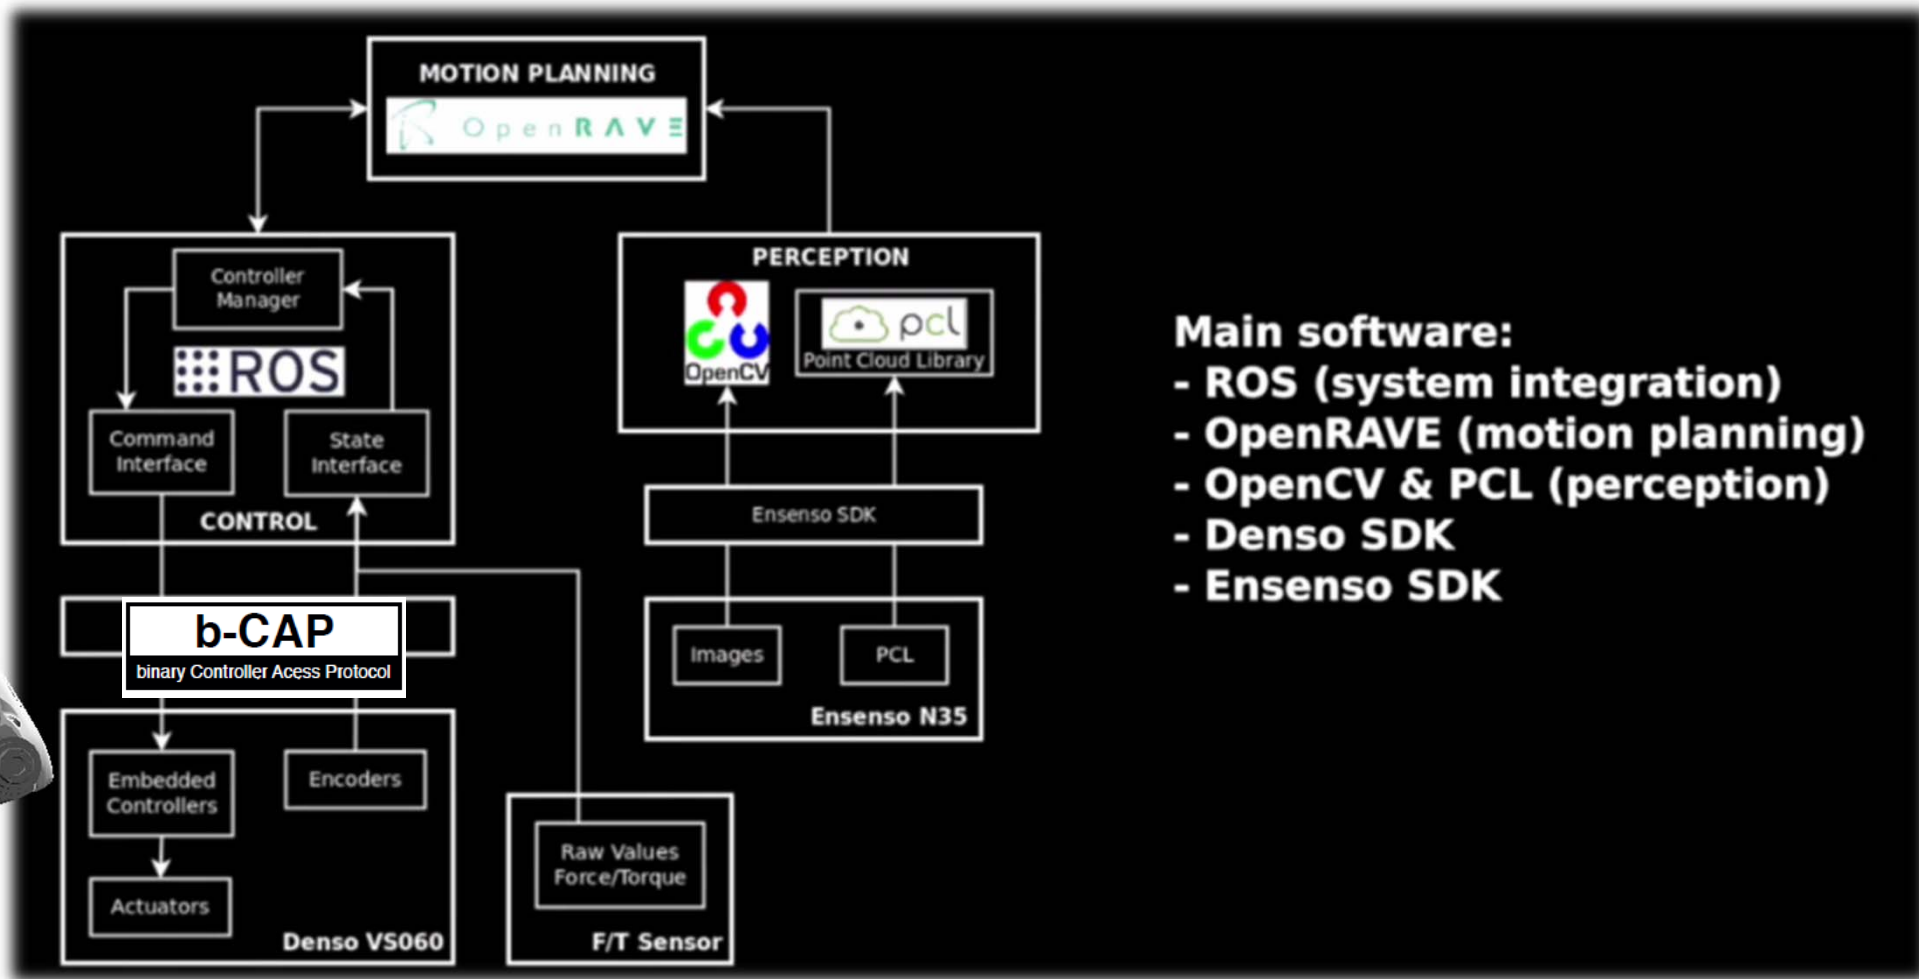 MOTION PLANNING
OpenRAVE
Controller
Manager
ROS
Command
Interface
State
Interface
CONTROL
b-CAP
binary Controller Acess Protocol
Embedded
Controllers
Encoders
Actuators
Denso VS060
Raw Values
Force/Torque
F/T Sensor
PERCEPTION
OpenCV
pcl
Point Cloud Library
Ensenso SDK
Images
PCL
Ensenso N35
Main software:
- ROS (system integration)
- OpenRAVE (motion planning)
- OpenCV & PCL (perception)
- Denso SDK
- Ensenso SDK